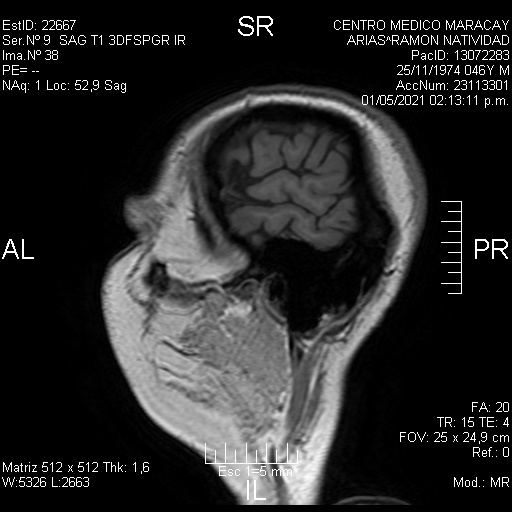 EstID: 22667
Ser.Nº 9 SAG T1 3DFSPGR IR
Ima.Nº 38
PE= --
NAq: 1 Loc: 52,9 Sag
SR
CENTRO MEDICO MARACAY
ARIAS^RAMON NATIVIDAD
PacID: 13072283
25/11/1974 046Y M
AccNum: 23113301
01/05/2021 02:13:11 p.m.
AL
PR
FA: 20
TR: 15 TE: 4
FOV: 25 x 24,9 cm
Ref.: 0
Matriz 512 x 512 Thk: 1,6
W:5326 L:2663
Esc 1=5 mm
IL
Mod.: MR